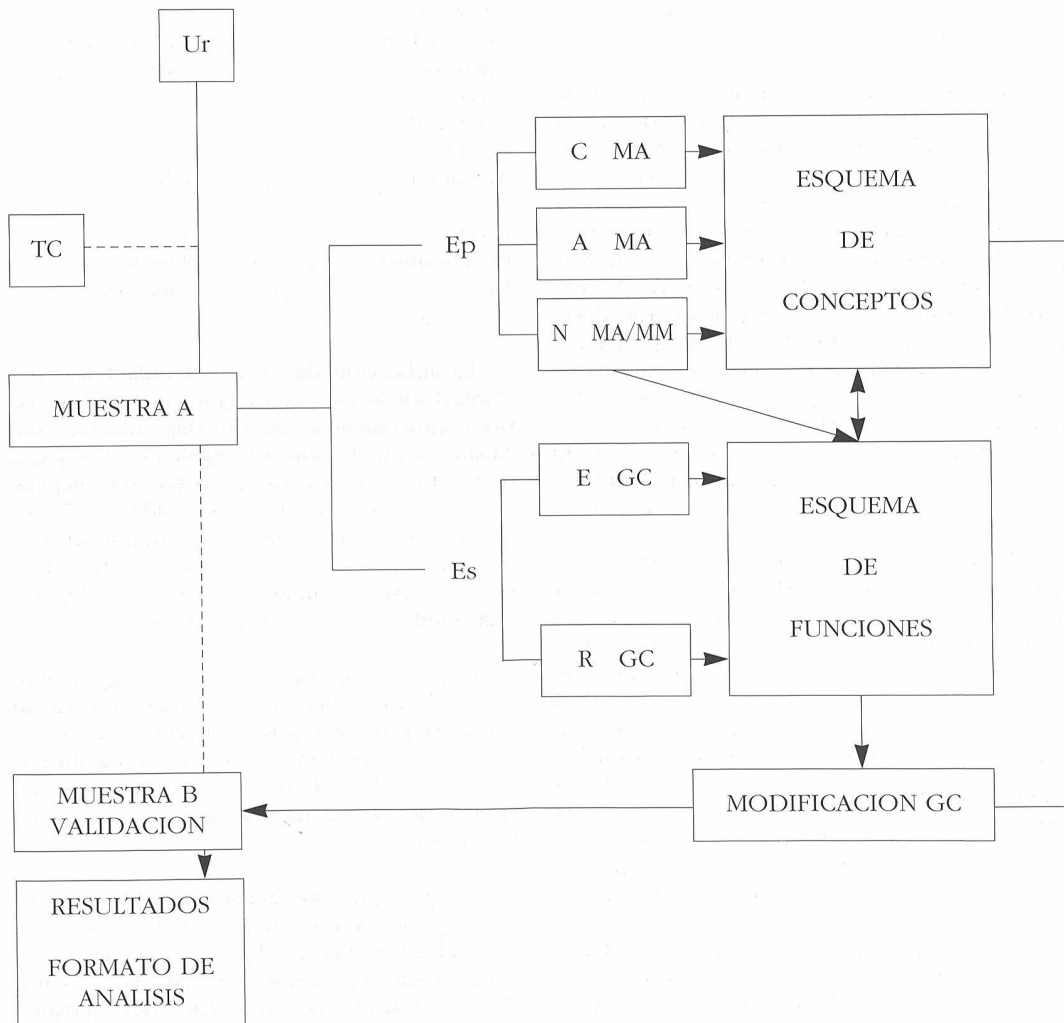 Ur
TC
MUESTRA A
Ep
C MA
A MA
N MA/MM
ESQUEMA
DE
CONCEPTOS
Es
E GC
R GC
ESQUEMA
DE
FUNCIONES
MODIFICACION GC
MUESTRA B
VALIDACION
RESULTADOS
FORMATO DE
ANALISIS